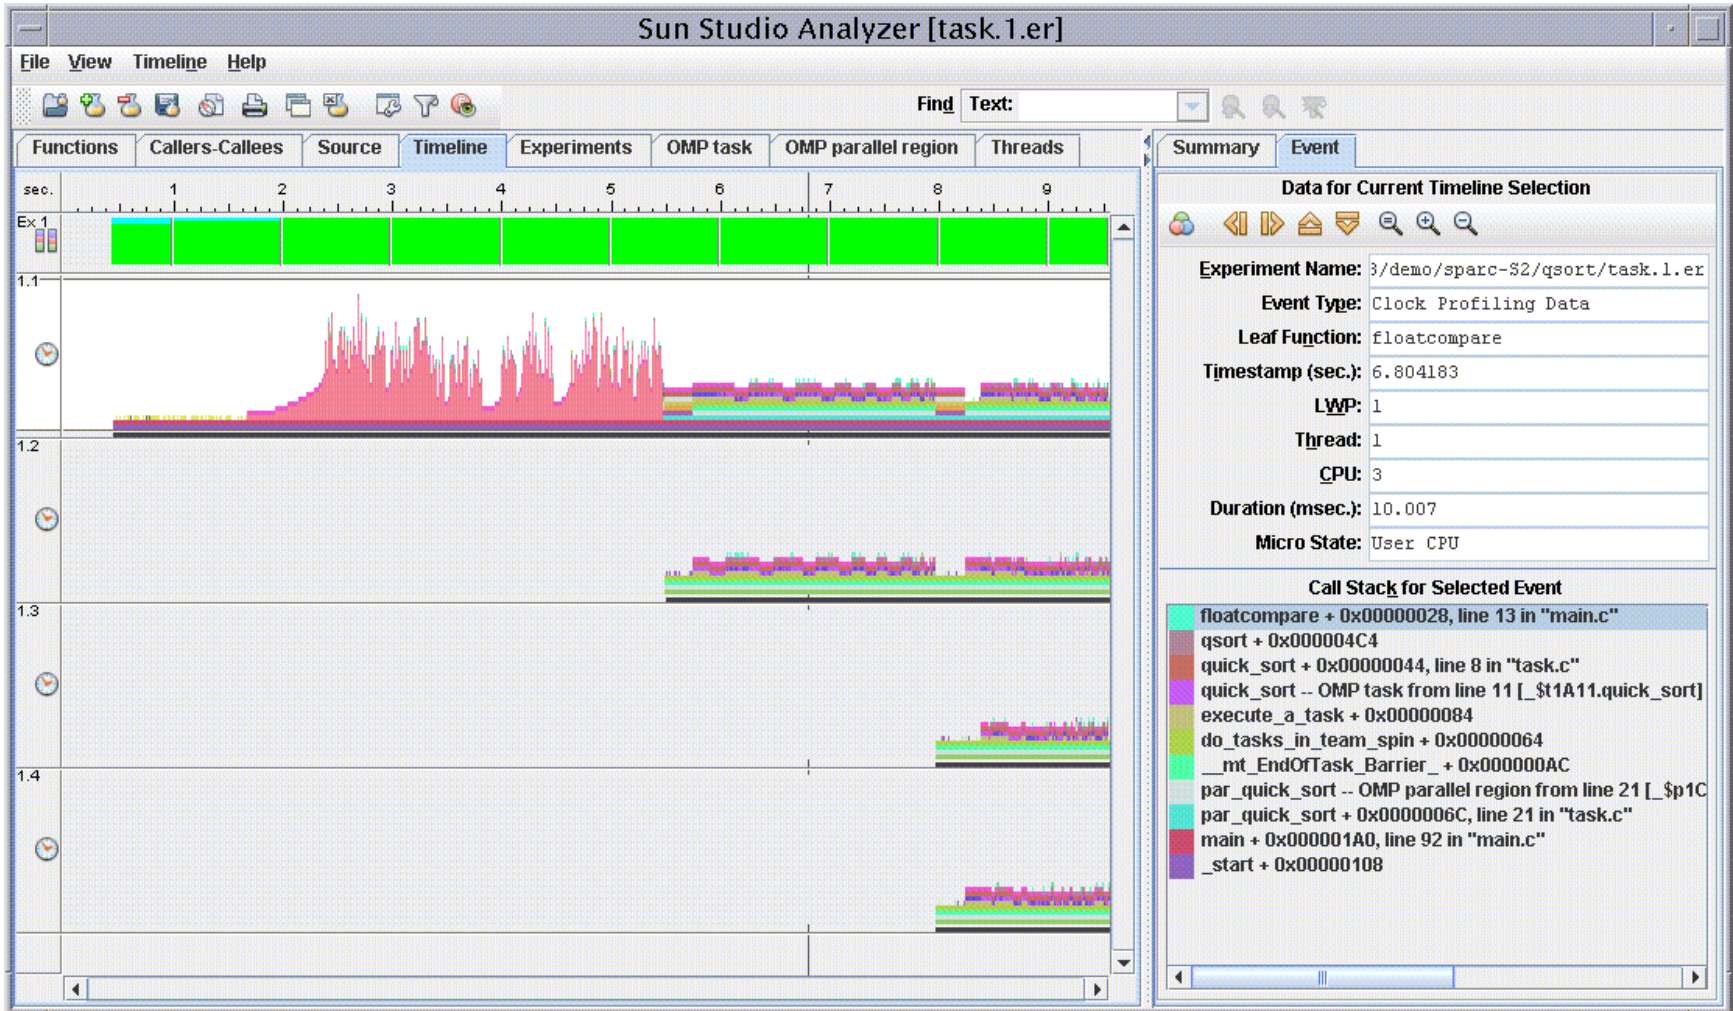 Sun Studio Analyzer [task.1.er]
File View Timeline Help
Find Text:
Functions Callers-Callees Source Timeline Experiments OMP task OMP parallel region Threads
Summary Event
sec. 1 2 3 4 5 6 7 8 9
Data for Current Timeline Selection
Ex 1
Experiment Name: 3/demo/sparc-S2/qsort/task.1.er
1.1
Event Type: Clock Profiling Data
Leaf Function: floatcompare
Timestamp (sec.): 6.804183
LWP: 1
Thread: 1
1.2
CPU: 3
Duration (msec.): 10.007
Micro State: User CPU
Call Stack for Selected Event
1.3
floatcompare + 0x00000028, line 13 in "main.c"
qsort + 0x000004C4
quick_sort + 0x00000044, line 8 in "task.c"
quick_sort -- OMP task from line 11 [_$t1A11.quick_sort]
execute_a_task + 0x00000084
do_tasks_in_team_spin + 0x00000064
__mt_EndOfTask_Barrier_ + 0x000000AC
1.4
par_quick_sort -- OMP parallel region from line 21 [_$p1C
par_quick_sort + 0x0000006C, line 21 in "task.c"
main + 0x000001A0, line 92 in "main.c"
_start + 0x00000108